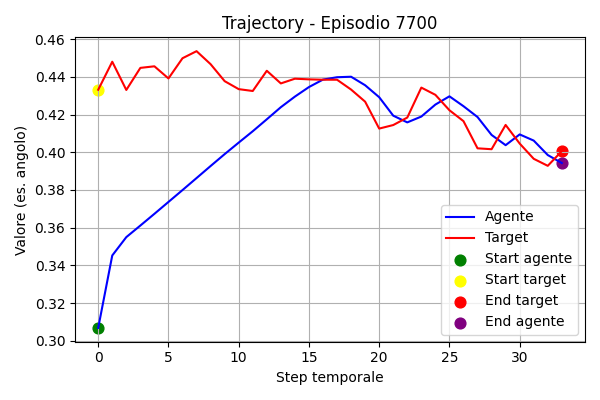 Trajectory - Episodio 7700
Valore (es. angolo)
0.46
0.44
0.42
0.40
0.38
0.36
0.34
0.32
0.30
Agente
Target
Start agente
Start target
End target
End agente
0 5 10 15 20 25 30
Step temporale